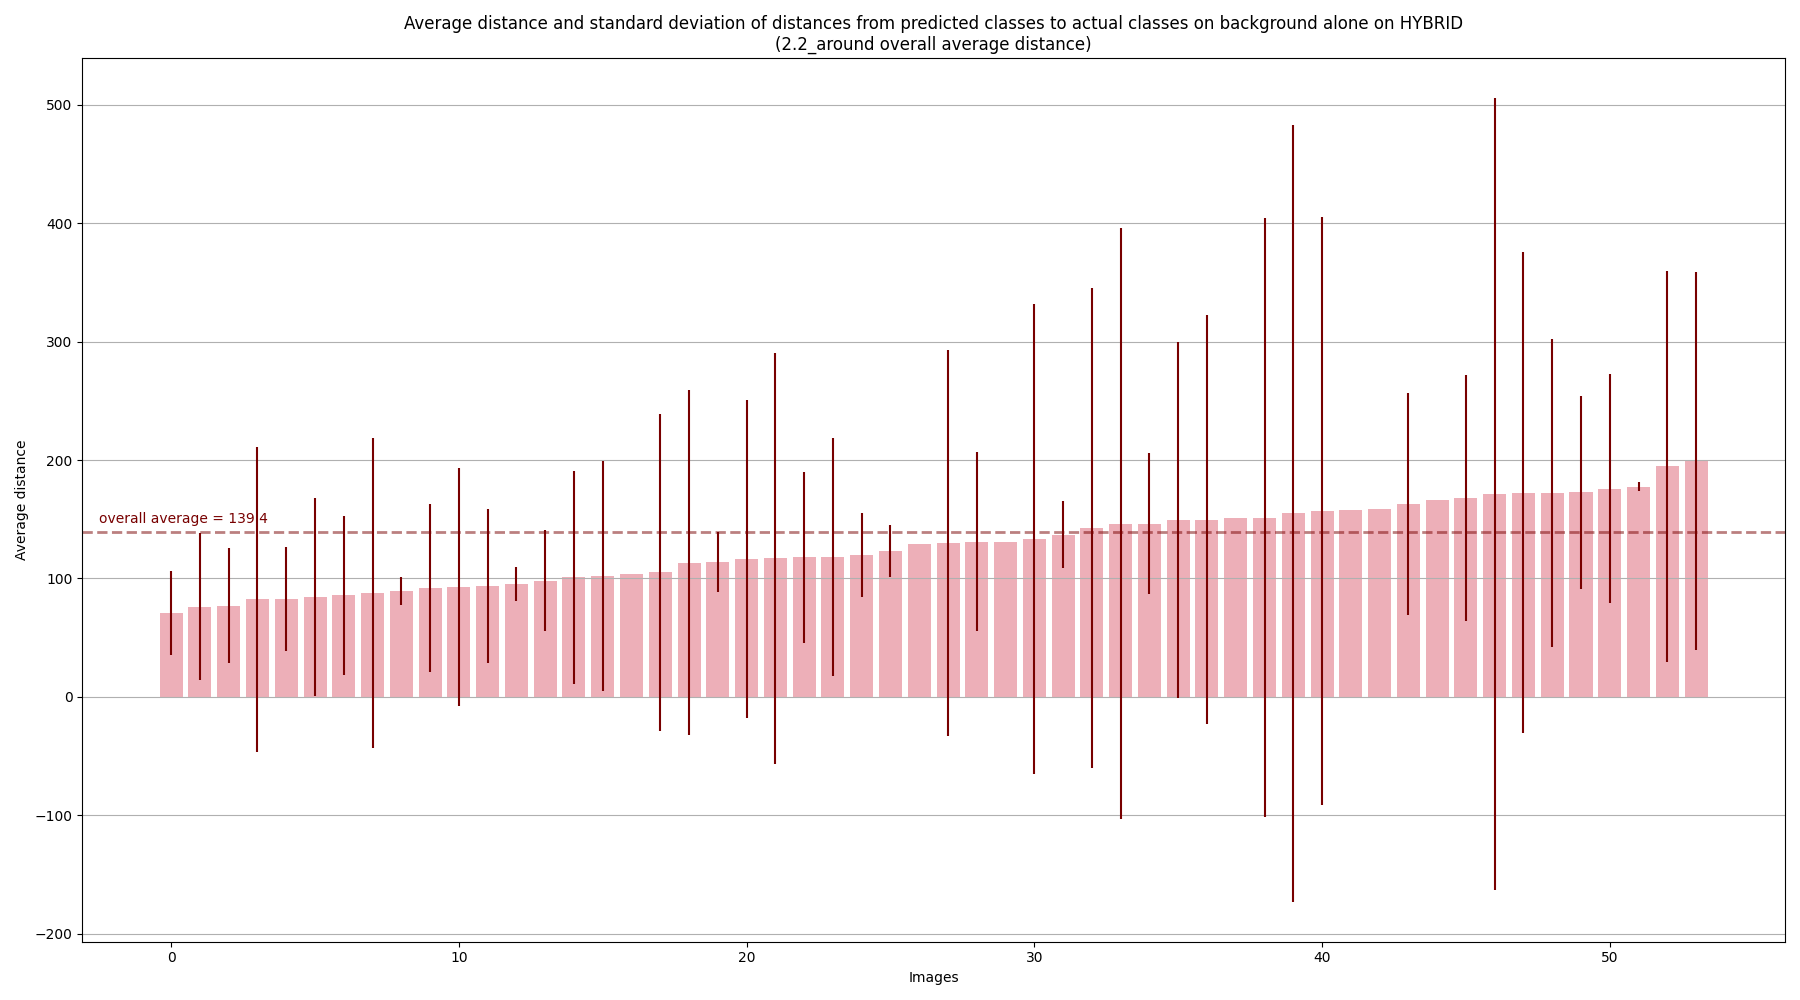 Average distance and standard deviation of distances from predicted classes to actual classes on background alone on HYBRID
(2.2_around overall average distance)
500
400
300
200
100
0
−100
−200
Average distance
overall average = 139.4
0 10 20 30 40 50
Images